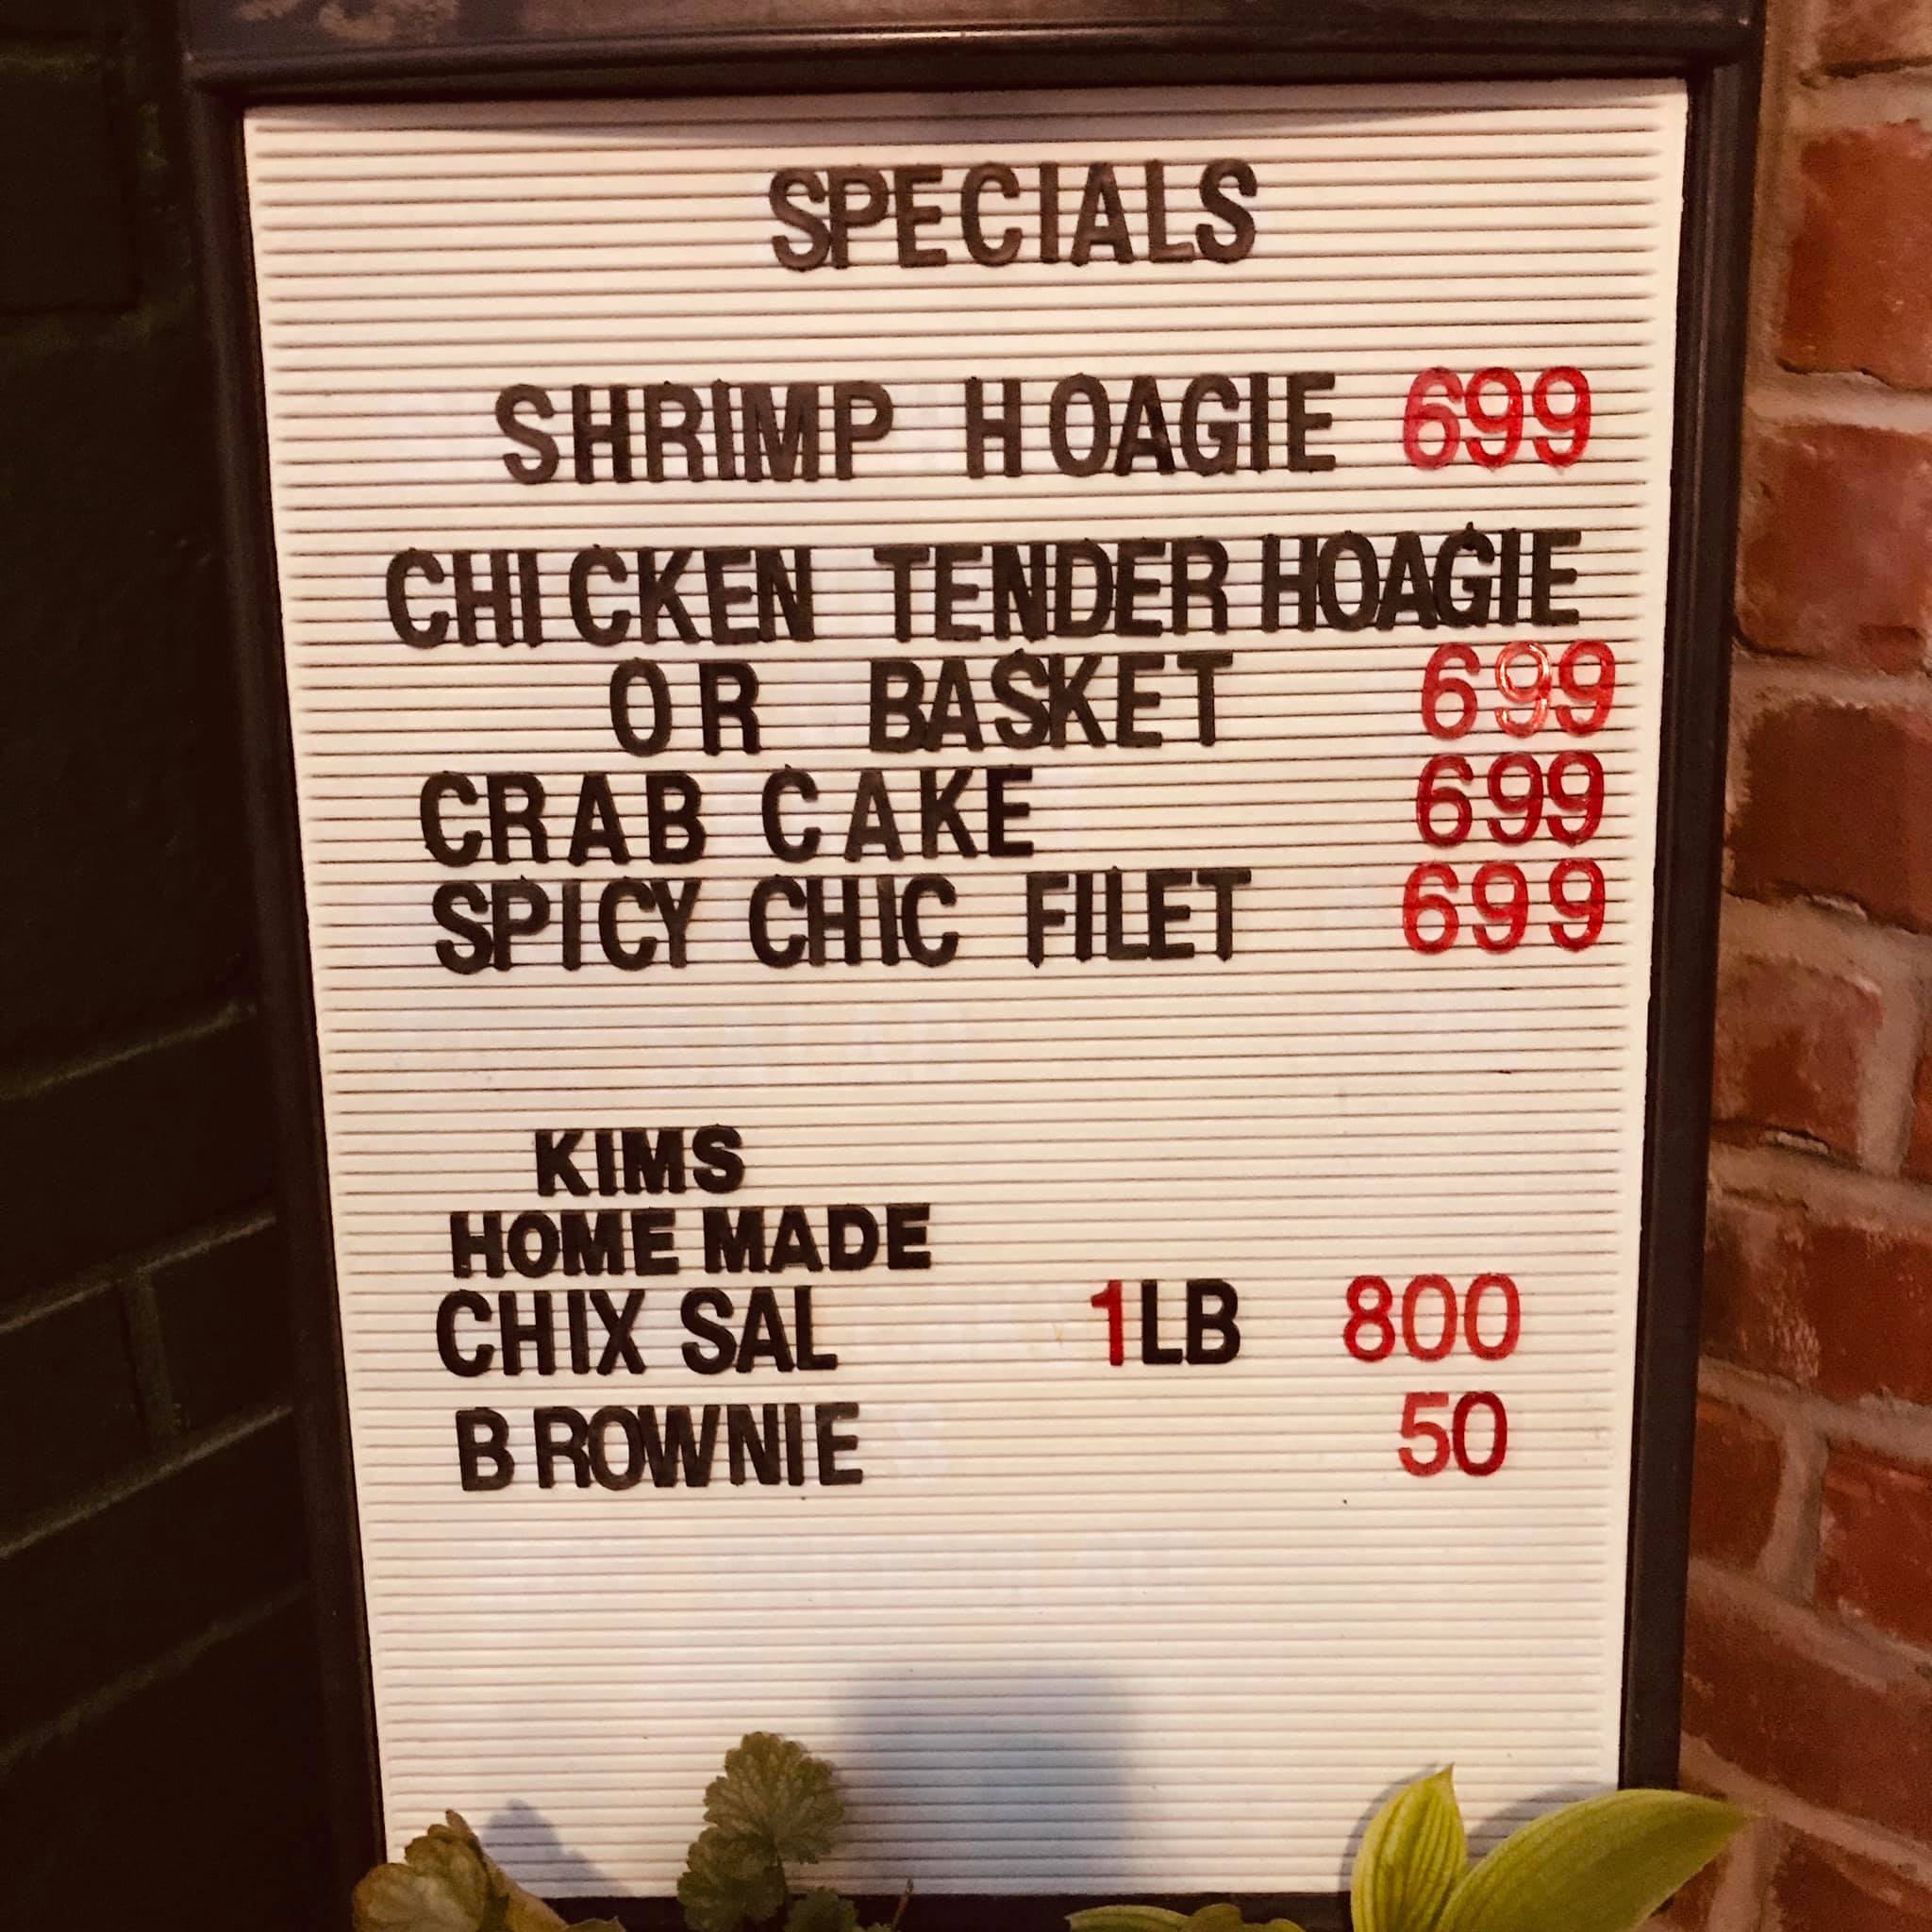 SPECIALS
SHRIMP HOAGIE 699
CHICKEN TENDER HOAGIE
OR BASKET 699
CRAB CAKE 699
SPICY CHIC FILET 699
KIMS
HOME MADE
CHIX SAL 1LB 800
BROWNIE 50